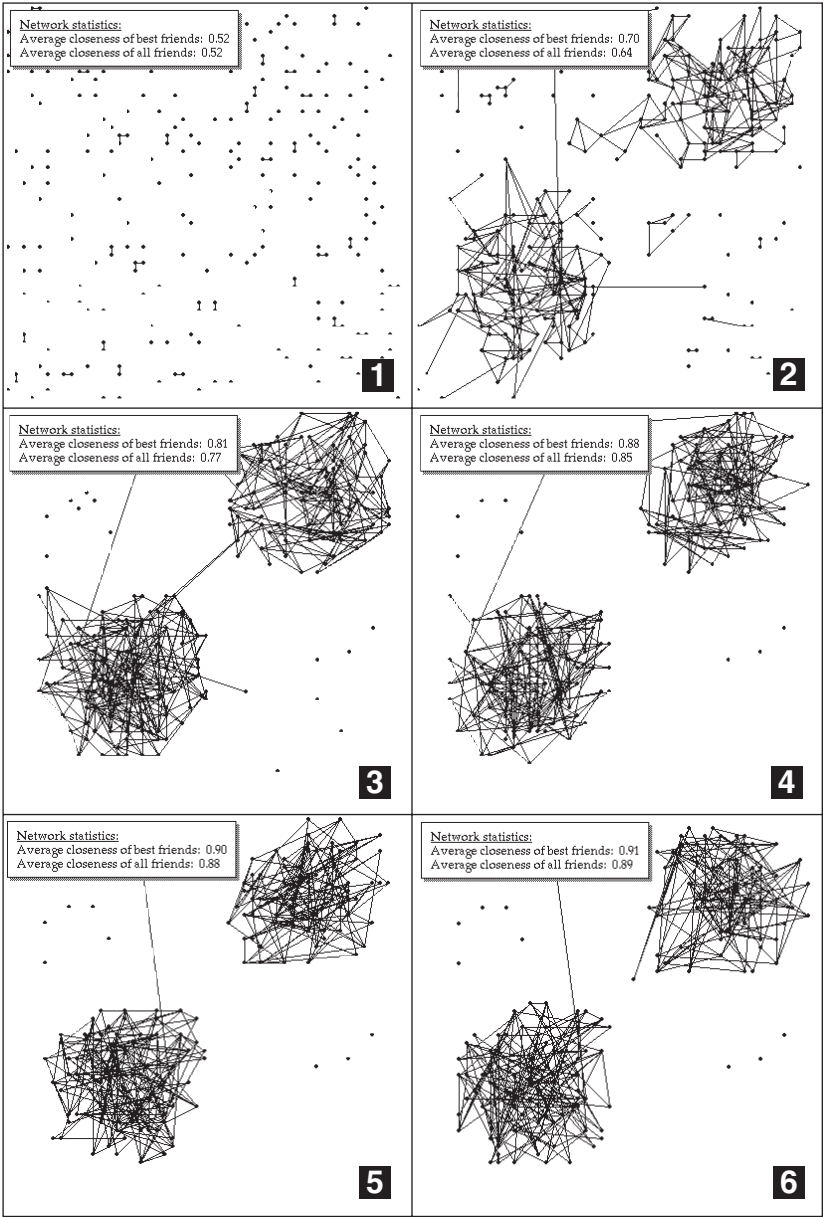 Network statistics:
Average closeness of best friends: 0.52
Average closeness of all friends: 0.52
1
Network statistics:
Average closeness of best friends: 0.70
Average closeness of all friends: 0.64
2
Network statistics:
Average closeness of best friends: 0.81
Average closeness of all friends: 0.77
3
Network statistics:
Average closeness of best friends: 0.88
Average closeness of all friends: 0.85
4
Network statistics:
Average closeness of best friends: 0.90
Average closeness of all friends: 0.88
5
Network statistics:
Average closeness of best friends: 0.91
Average closeness of all friends: 0.89
6